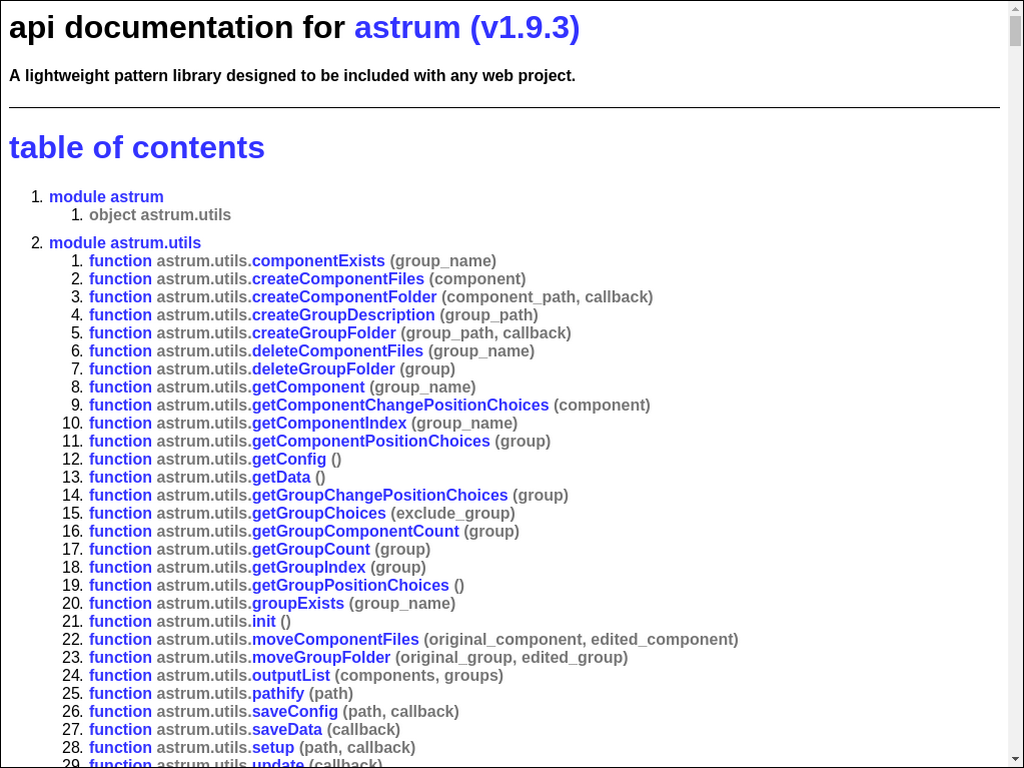 api documentation for astrum (v1.9.3)
A lightweight pattern library designed to be included with any web project.
table of contents
1. module astrum
1. object astrum.utils
2. module astrum.utils
1. function astrum.utils.componentExists (group_name)
2. function astrum.utils.createComponentFiles (component)
3. function astrum.utils.createComponentFolder (component_path, callback)
4. function astrum.utils.createGroupDescription (group_path)
5. function astrum.utils.createGroupFolder (group_path, callback)
6. function astrum.utils.deleteComponentFiles (group_name)
7. function astrum.utils.deleteGroupFolder (group)
8. function astrum.utils.getComponent (group_name)
9. function astrum.utils.getComponentChangePositionChoices (component)
10. function astrum.utils.getComponentIndex (group_name)
11. function astrum.utils.getComponentPositionChoices (group)
12. function astrum.utils.getConfig ()
13. function astrum.utils.getData ()
14. function astrum.utils.getGroupChangePositionChoices (group)
15. function astrum.utils.getGroupChoices (exclude_group)
16. function astrum.utils.getGroupComponentCount (group)
17. function astrum.utils.getGroupCount (group)
18. function astrum.utils.getGroupIndex (group)
19. function astrum.utils.getGroupPositionChoices ()
20. function astrum.utils.groupExists (group_name)
21. function astrum.utils.init ()
22. function astrum.utils.moveComponentFiles (original_component, edited_component)
23. function astrum.utils.moveGroupFolder (original_group, edited_group)
24. function astrum.utils.outputList (components, groups)
25. function astrum.utils.pathify (path)
26. function astrum.utils.saveConfig (path, callback)
27. function astrum.utils.saveData (callback)
28. function astrum.utils.setup (path, callback)
29. function astrum.utils.update (callback)